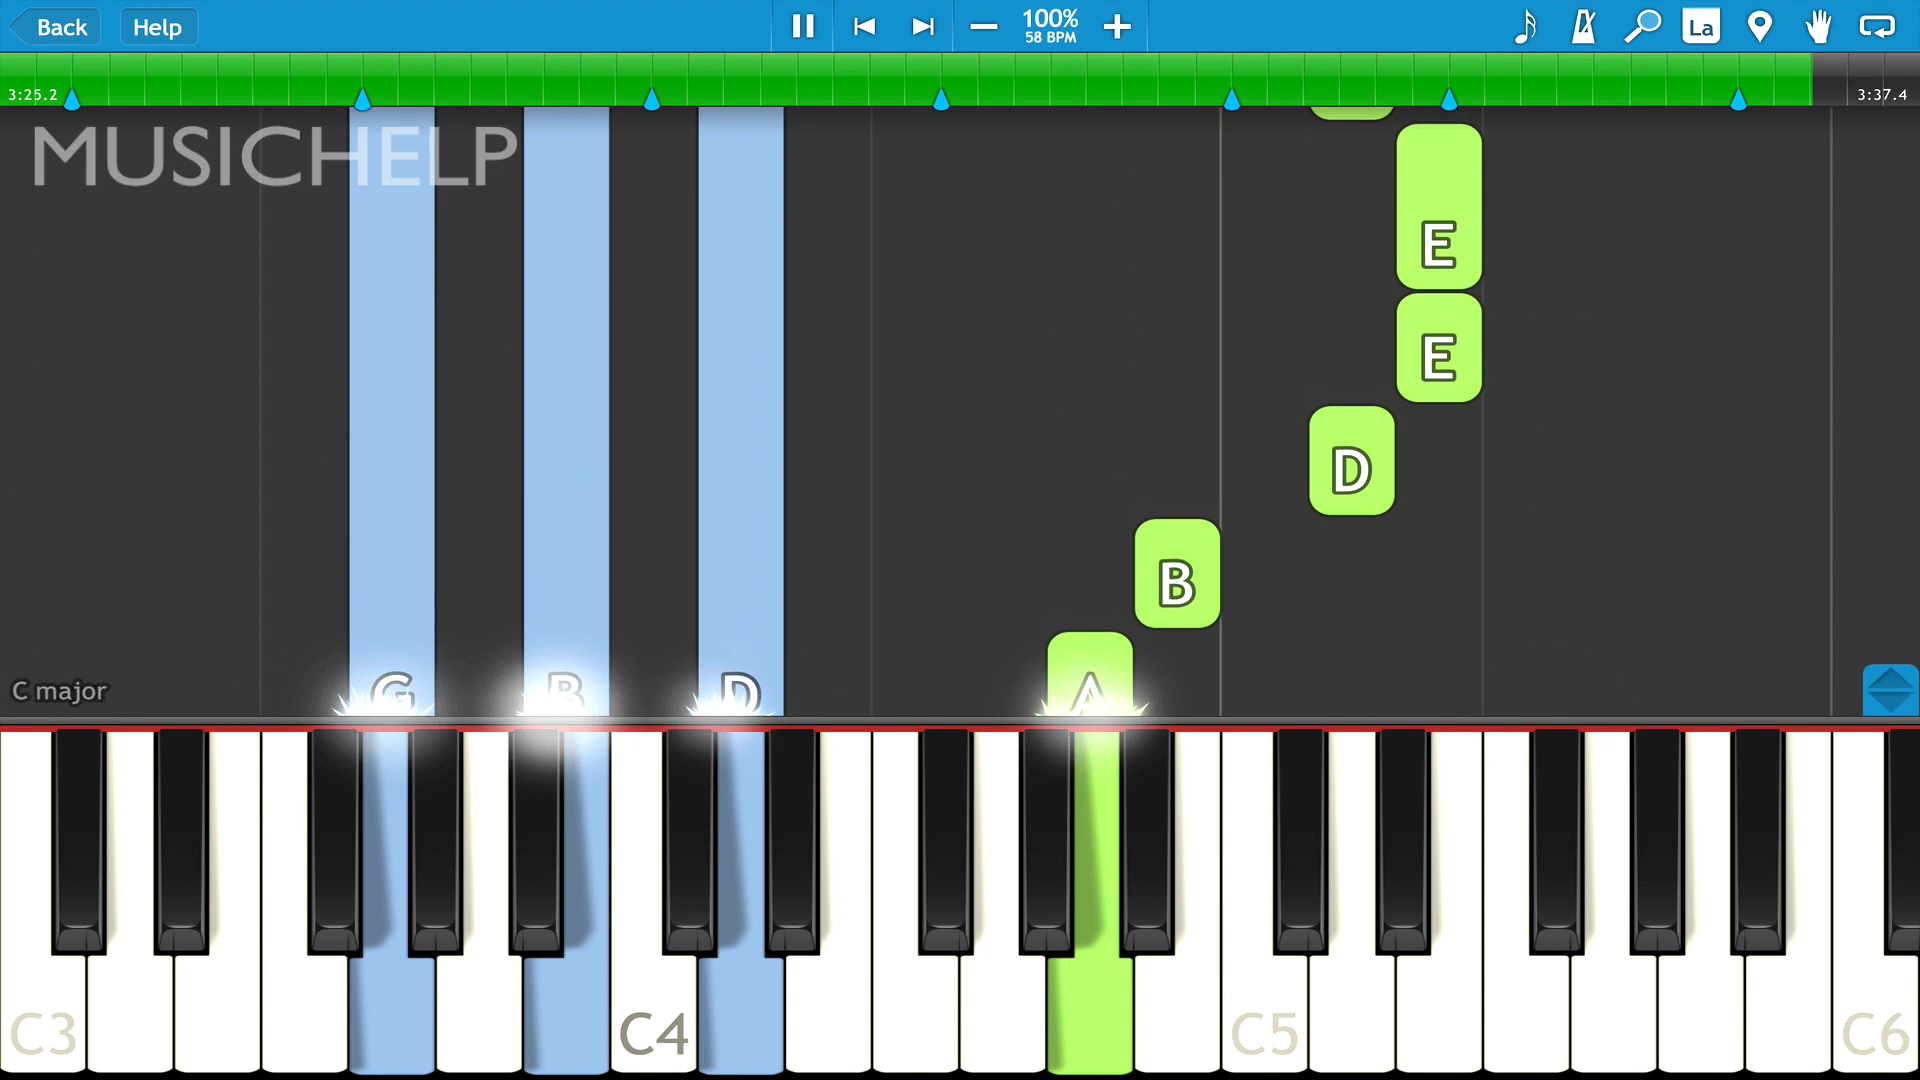 Back Help 100% La
58 BPM
3:25.2 3:37.4
MUSICHELP
E
E
D
B
C major G B D A
C3 C4 C5 C6